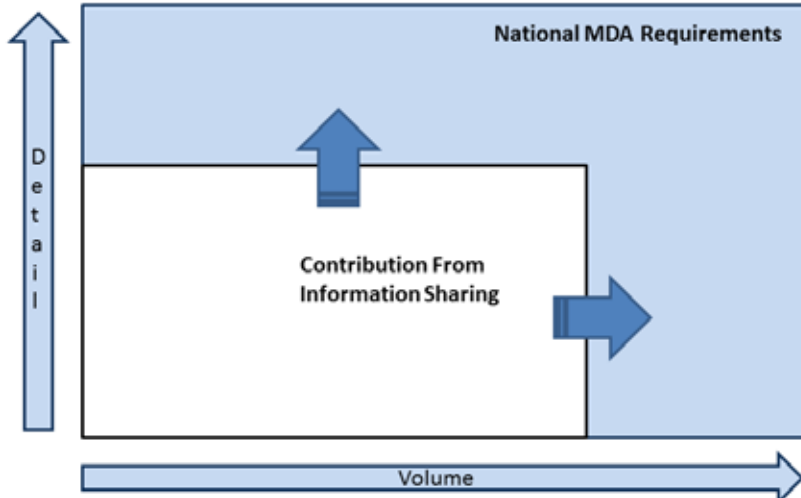 National MDA Requirements
Detail
Contribution From
Information Sharing
Volume